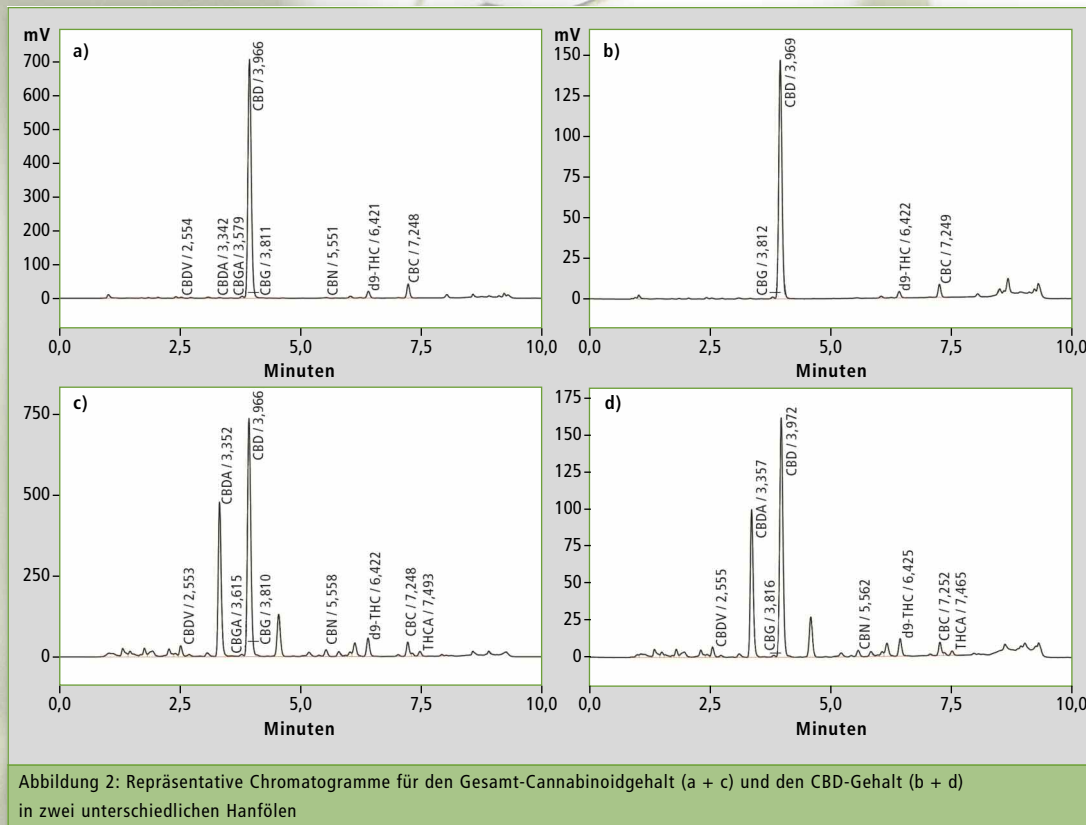 mV
a)
700
600
500
400
300
200
100
0
CBDV / 2,554
CBDA / 3,342
CBGA / 3,579
CBG / 3,811
CBD / 3,966
CBN / 5,551
d9-THC / 6,421
CBC / 7,248
0,0
2,5
5,0
7,5
10,0
Minuten
mV
b)
150
125
100
75
50
25
0
CBG / 3,812
CBD / 3,969
d9-THC / 6,422
CBC / 7,249
0,0
2,5
5,0
7,5
10,0
Minuten
c)
750
500
250
0
CBDV / 2,553
CBDA / 3,352
CBGA / 3,615
CBG / 3,810
CBD / 3,966
CBN / 5,558
d9-THC / 6,422
CBC / 7,248
THCA / 7,493
0,0
2,5
5,0
7,5
10,0
Minuten
d)
175
150
125
100
75
50
25
0
CBDV / 2,555
CBDA / 3,357
CBG / 3,816
CBD / 3,972
CBN / 5,562
d9-THC / 6,425
CBC / 7,252
THCA / 7,465
0,0
2,5
5,0
7,5
10,0
Minuten
Abbildung 2: Repräsentative Chromatogramme für den Gesamt-Cannabinoidgehalt (a + c) und den CBD-Gehalt (b + d)
in zwei unterschiedlichen Hanfölen